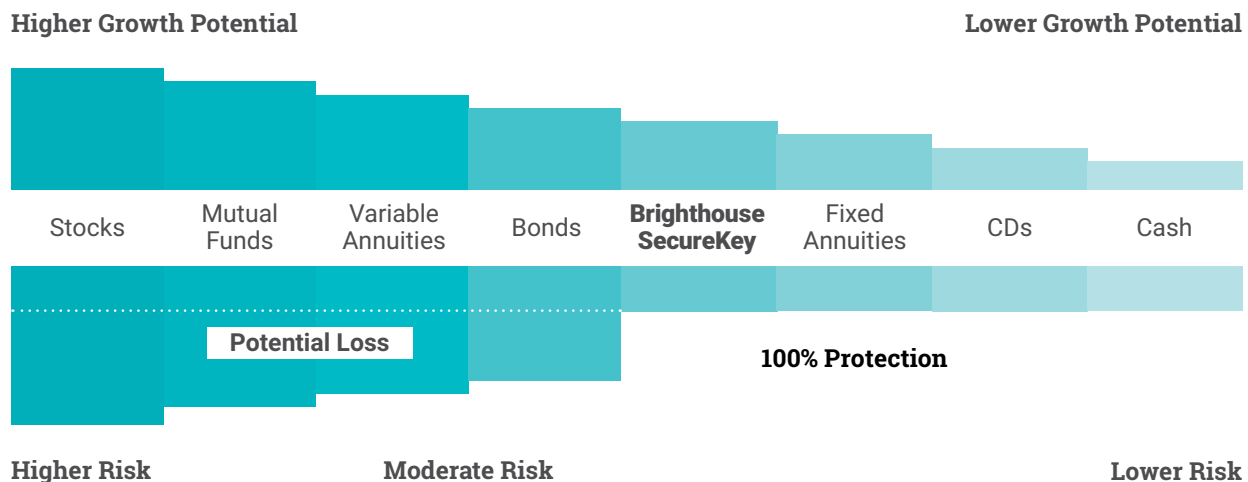 Higher Growth Potential
Lower Growth Potential
Stocks
Mutual
Funds
Variable
Annuities
Bonds
Brighthouse
SecureKey
Fixed
Annuities
CDs
Cash
Potential Loss
100% Protection
Higher Risk
Moderate Risk
Lower Risk